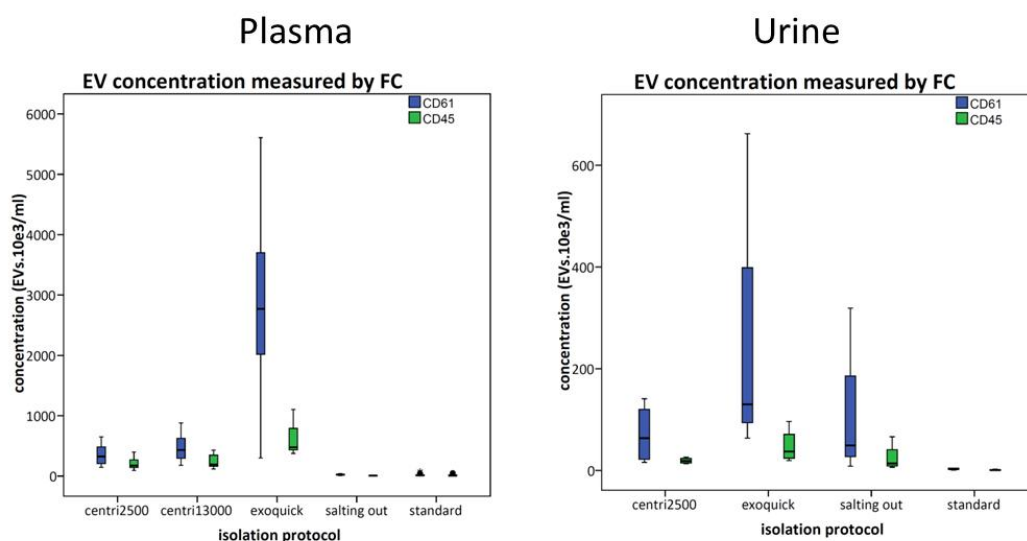 Plasma
EV concentration measured by FC
CD61
CD45
6000
5000
4000
3000
2000
1000
0
concentration (EVs.10e3/ml)
centri2500 centri13000 exoquick salting out standard
isolation protocol
Urine
EV concentration measured by FC
CD61
CD45
600
400
200
0
concentration (EVs.10e3/ml)
centri2500 exoquick salting out standard
isolation protocol